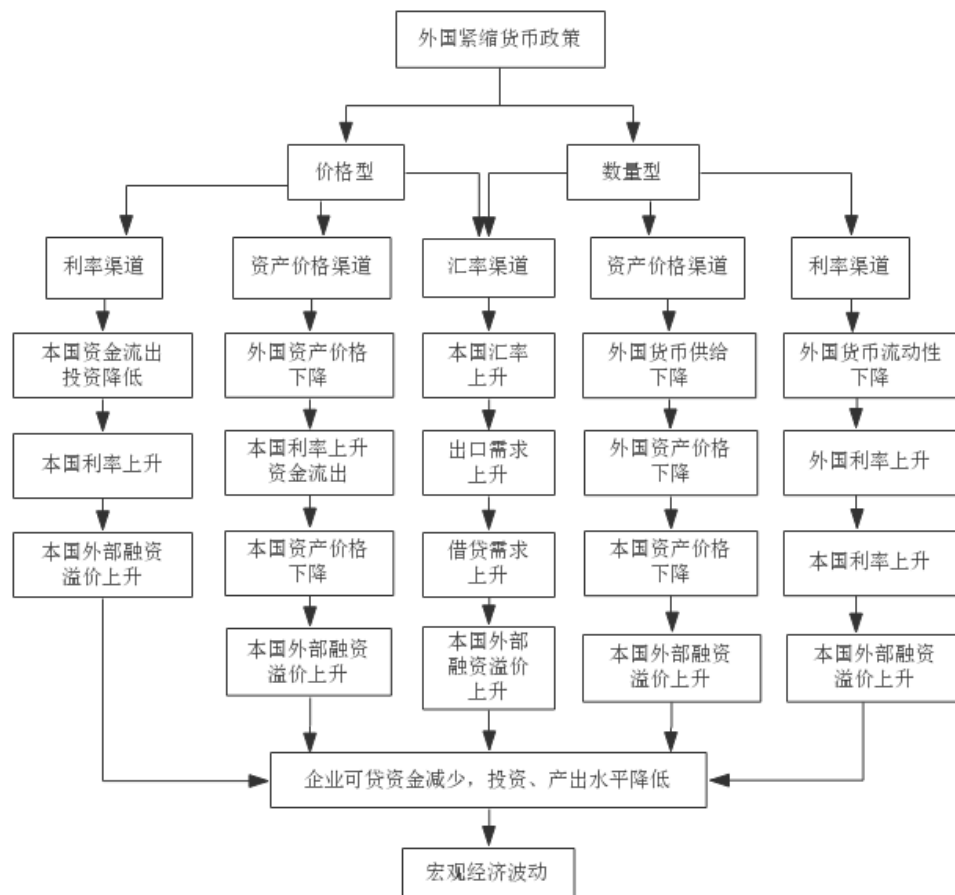 外国紧缩货币政策
价格型
数量型
利率渠道
资产价格渠道
汇率渠道
资产价格渠道
利率渠道
本国资金流出
投资降低
外国资产价格
下降
本国汇率
上升
外国货币供给
下降
外国货币流动性
下降
本国利率上升
本国利率上升
资金流出
出口需求
上升
外国资产价格
下降
外国利率上升
本国外部融资
溢价上升
本国资产价格
下降
借贷需求
上升
本国资产价格
下降
本国利率上升
本国外部融资
溢价上升
本国外部
融资溢价
上升
本国外部融资
溢价上升
本国外部融资
溢价上升
企业可贷资金减少，投资、产出水平降低
宏观经济波动